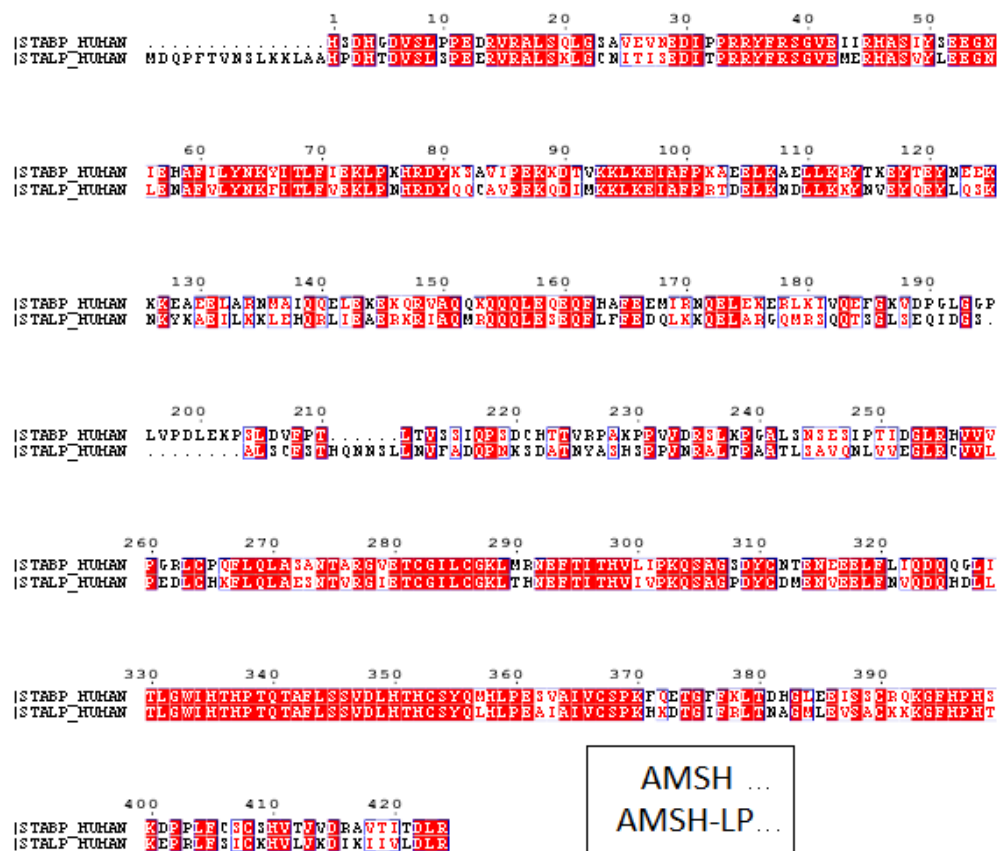 1 10 20 30 40 50
|STABP_HUMAN ...............HSDHGDVSLPPEDRVRALSQLGSAVEVNEDIPPRRYFRSGVEIIRHASIYSEEGN
|STALP_HUMAN MDQPFTVNSLKKLAAHPDHTDVSLSPEERVRALSKLGCNITISEDITPRRYFRSGVEMERHASVYLEEGN
60 70 80 90 100 110 120
|STABP_HUMAN IEHAFILYNKYITLFIEKLPKHRDYKSAVIPEKKDTVKKLKEIAFPKAEELKAELLKRYTKEYTEYNEEK
|STALP_HUMAN LENAFVLYNKFITLFVEKLPNHRDYQQCAVPEKQDIMKKLKEIAFPRTDELKNDLLKKYNVEYQEYLQSK
130 140 150 160 170 180 190
|STABP_HUMAN KKEAEELARNMAIQQELEKEKQRVAQQKQQQLEQEQFHAFEEMIRNQELEKERLKIVQEFGKVDPGLGGP
|STALP_HUMAN NKYKAEILKKLEHQRLIEAERKRIAQMRQQQLESEQFLFFEDQLKKQELARGQMRSQQTSGLSEQIDGS.
200 210 220 230 240 250
|STABP_HUMAN LVPDLEKPSLDVFPT......LTVSSIQPSDCHTTVRPAKPPVVDRSLKPGALSNSESIPTIDGLRHVVV
|STALP_HUMAN ........ALSCFSTHQNNSLLNVFADQPNKSDATNYASHSPPVNRALTPAATLSAVQNLVVEGLRCVVL
260 270 280 290 300 310 320
|STABP_HUMAN PGRLCPQFLQLASANTARGVETCGILCGKLMRNEFTITHVLIPKQSAGSDYCNTENEEELFLIQDQQGLI
|STALP_HUMAN PEDLCHKFLQLAESNTVRGIETCGILCGKLTHNEFTITHVIVPKQSAGPDYCDMENVEELFNVQDQHDLL
330 340 350 360 370 380 390
|STABP_HUMAN TLGWIHTHPTQTAFLSSVDLHTHCSYQMMLPESVAIVCSPKFQETGFFKLTDHGLEEISSCRQKGFHPHS
|STALP_HUMAN TLGWIHTHPTQTAFLSSVDLHTHCSYQLMLPEAIAIVCSPKHKDTGIFRLTNAGMLEVSACKKKGFHPHT
400 410 420
|STABP_HUMAN KDPPLFCSCSHVTVVDRAVTITDLR
|STALP_HUMAN KEPRLFSICKHVLVKDIKIIVLDLR
AMSH ...
AMSH-LP...